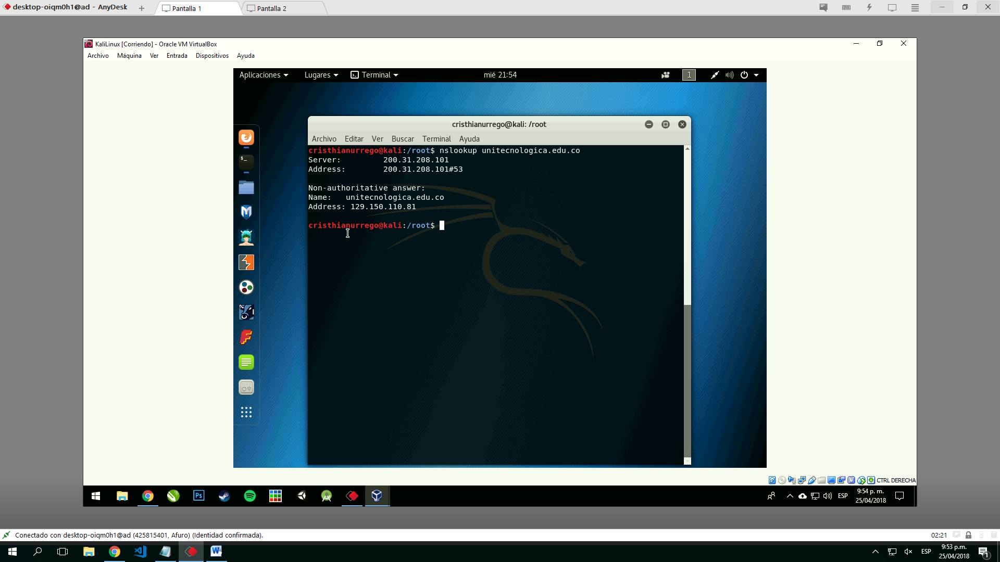 desktop-oiqm0h1@ad - AnyDesk
Pantalla 1
Pantalla 2
KaliLinux [Corriendo] - Oracle VM VirtualBox
Archivo Máquina Ver Entrada Dispositivos Ayuda
Aplicaciones Lugares Terminal mié 21:54 1
cristhianurrego@kali: /root
Archivo Editar Ver Buscar Terminal Ayuda
cristhianurrego@kali:/root$ nslookup unitecnologica.edu.co
Server: 200.31.208.101
Address: 200.31.208.101#53
Non-authoritative answer:
Name: unitecnologica.edu.co
Address: 129.150.110.81
cristhianurrego@kali:/root$
CTRL DERECHA
Ps
ESP
9:54 p. m.
25/04/2018
Conectado con desktop-oiqm0h1@ad (425815401, Afuro) (Identidad confirmada).
02:21
W
ESP
9:53 p.m.
25/04/2018
1